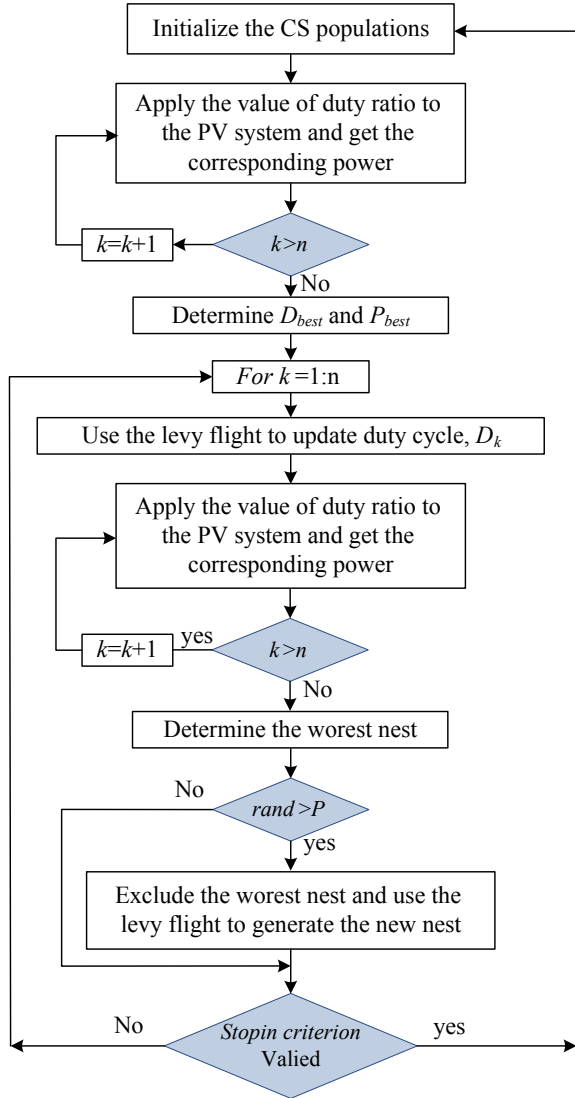 Initialize the CS populations
Apply the value of duty ratio to
the PV system and get the
corresponding power
k=k+1
k>n
No
Determine D_best and P_best
For k =1:n
Use the levy flight to update duty cycle, D_k
Apply the value of duty ratio to
the PV system and get the
corresponding power
k=k+1
yes
k>n
No
Determine the worest nest
No
rand >P
yes
Exclude the worest nest and use the
levy flight to generate the new nest
No
Stopin criterion
Valied
yes